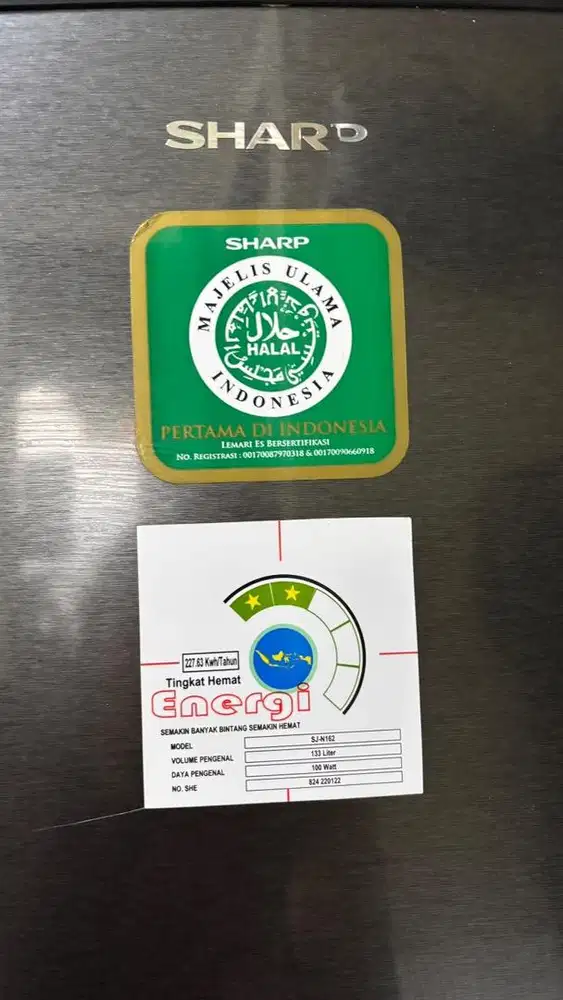 SHARP
SHARP
MAJELIS ULAMA
حلال
HALAL
INDONESIA
PERTAMA DI INDONESIA
LEMARI ES BERSERTIFIKASI
NO. REGISTRASI : 00170087970318 & 00170090660918
227.63 Kwh/Tahun
Tingkat Hemat
Energi
SEMAKIN BANYAK BINTANG SEMAKIN HEMAT
MODEL SJ-N162
VOLUME PENGENAL 133 Liter
DAYA PENGENAL 100 Watt
NO. SHE 824 220122